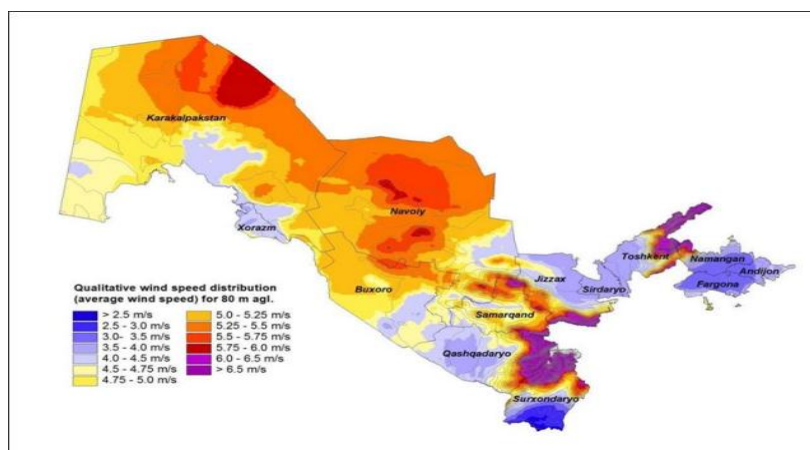 Karakalpakstan
Xorazm
Navoiy
Buxoro
Toshkent
Namangan
Andijon
Fargona
Jizzax
Sirdaryo
Samarqand
Qashqadaryo
Surxondaryo
Qualitative wind speed distribution
(average wind speed) for 80 m agl.
> 2.5 m/s
2.5 - 3.0 m/s
3.0- 3.5 m/s
3.5 - 4.0 m/s
4.0 - 4.5 m/s
4.5 - 4.75 m/s
4.75 - 5.0 m/s
5.0 - 5.25 m/s
5.25 - 5.5 m/s
5.5 - 5.75 m/s
5.75 - 6.0 m/s
6.0 - 6.5 m/s
> 6.5 m/s